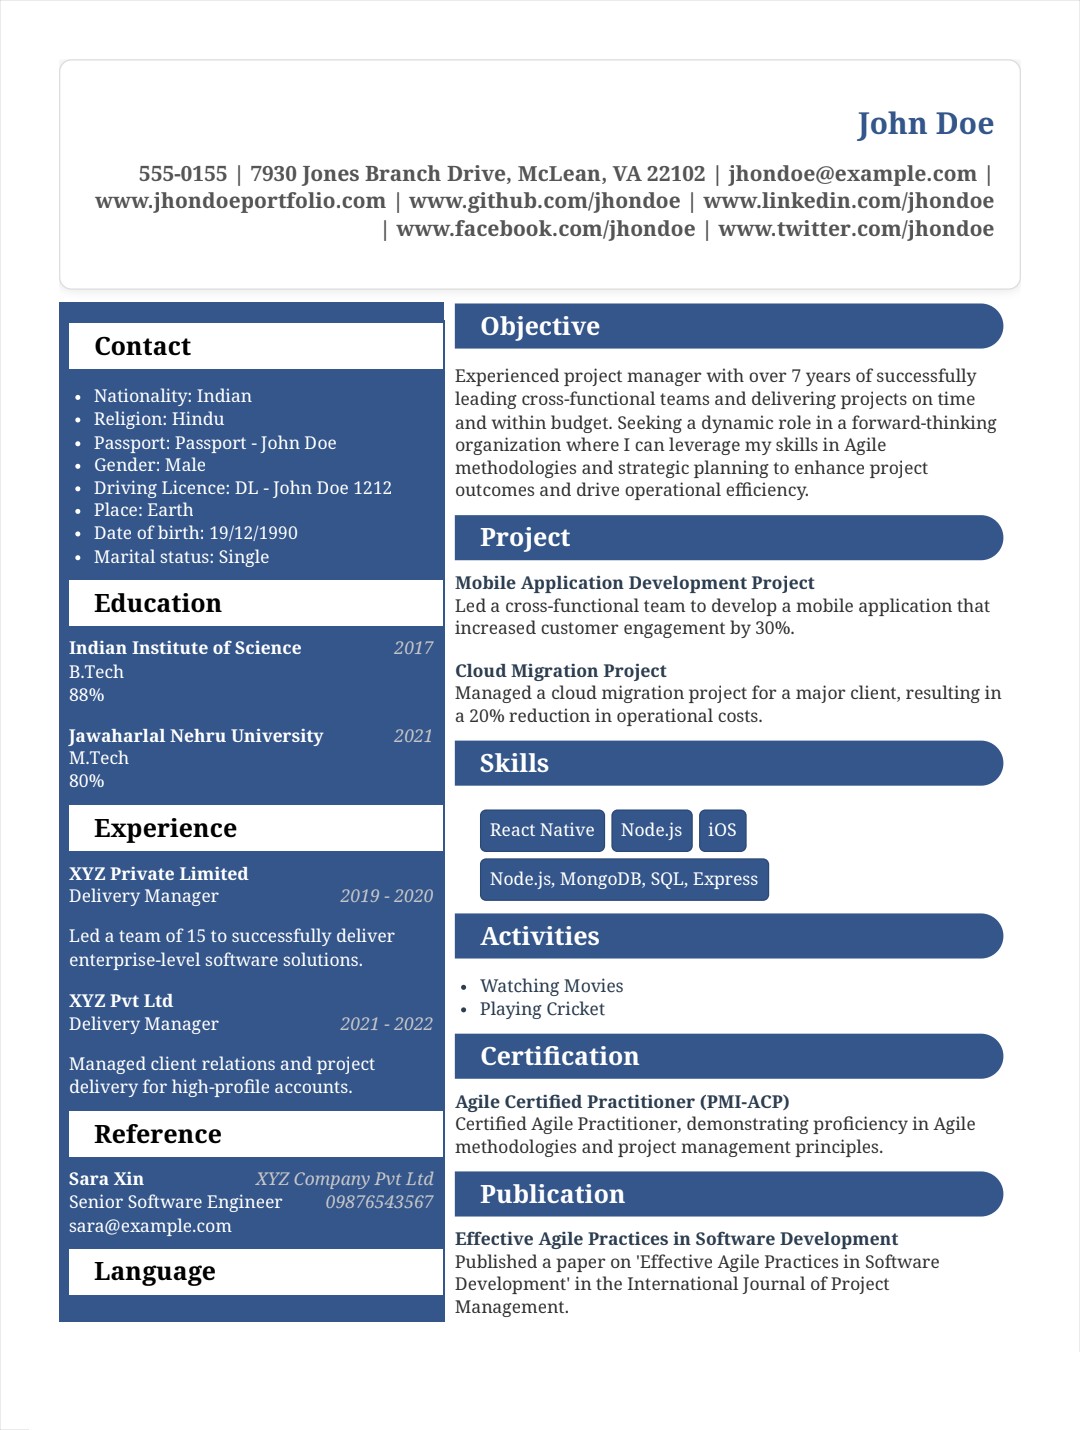 John Doe
555-0155 | 7930 Jones Branch Drive, McLean, VA 22102 | jhondoe@example.com |
www.jhondoeportfolio.com | www.github.com/jhondoe | www.linkedin.com/jhondoe
| www.facebook.com/jhondoe | www.twitter.com/jhondoe
Contact
• Nationality: Indian
• Religion: Hindu
• Passport: Passport - John Doe
• Gender: Male
• Driving Licence: DL - John Doe 1212
• Place: Earth
• Date of birth: 19/12/1990
• Marital status: Single
Education
Indian Institute of Science 2017
B.Tech
88%
Jawaharlal Nehru University 2021
M.Tech
80%
Experience
XYZ Private Limited
Delivery Manager 2019 - 2020
Led a team of 15 to successfully deliver
enterprise-level software solutions.
XYZ Pvt Ltd
Delivery Manager 2021 - 2022
Managed client relations and project
delivery for high-profile accounts.
Reference
Sara Xin XYZ Company Pvt Ltd
Senior Software Engineer 09876543567
sara@example.com
Language
Objective
Experienced project manager with over 7 years of successfully
leading cross-functional teams and delivering projects on time
and within budget. Seeking a dynamic role in a forward-thinking
organization where I can leverage my skills in Agile
methodologies and strategic planning to enhance project
outcomes and drive operational efficiency.
Project
Mobile Application Development Project
Led a cross-functional team to develop a mobile application that
increased customer engagement by 30%.
Cloud Migration Project
Managed a cloud migration project for a major client, resulting in
a 20% reduction in operational costs.
Skills
React Native Node.js iOS
Node.js, MongoDB, SQL, Express
Activities
• Watching Movies
• Playing Cricket
Certification
Agile Certified Practitioner (PMI-ACP)
Certified Agile Practitioner, demonstrating proficiency in Agile
methodologies and project management principles.
Publication
Effective Agile Practices in Software Development
Published a paper on 'Effective Agile Practices in Software
Development' in the International Journal of Project
Management.